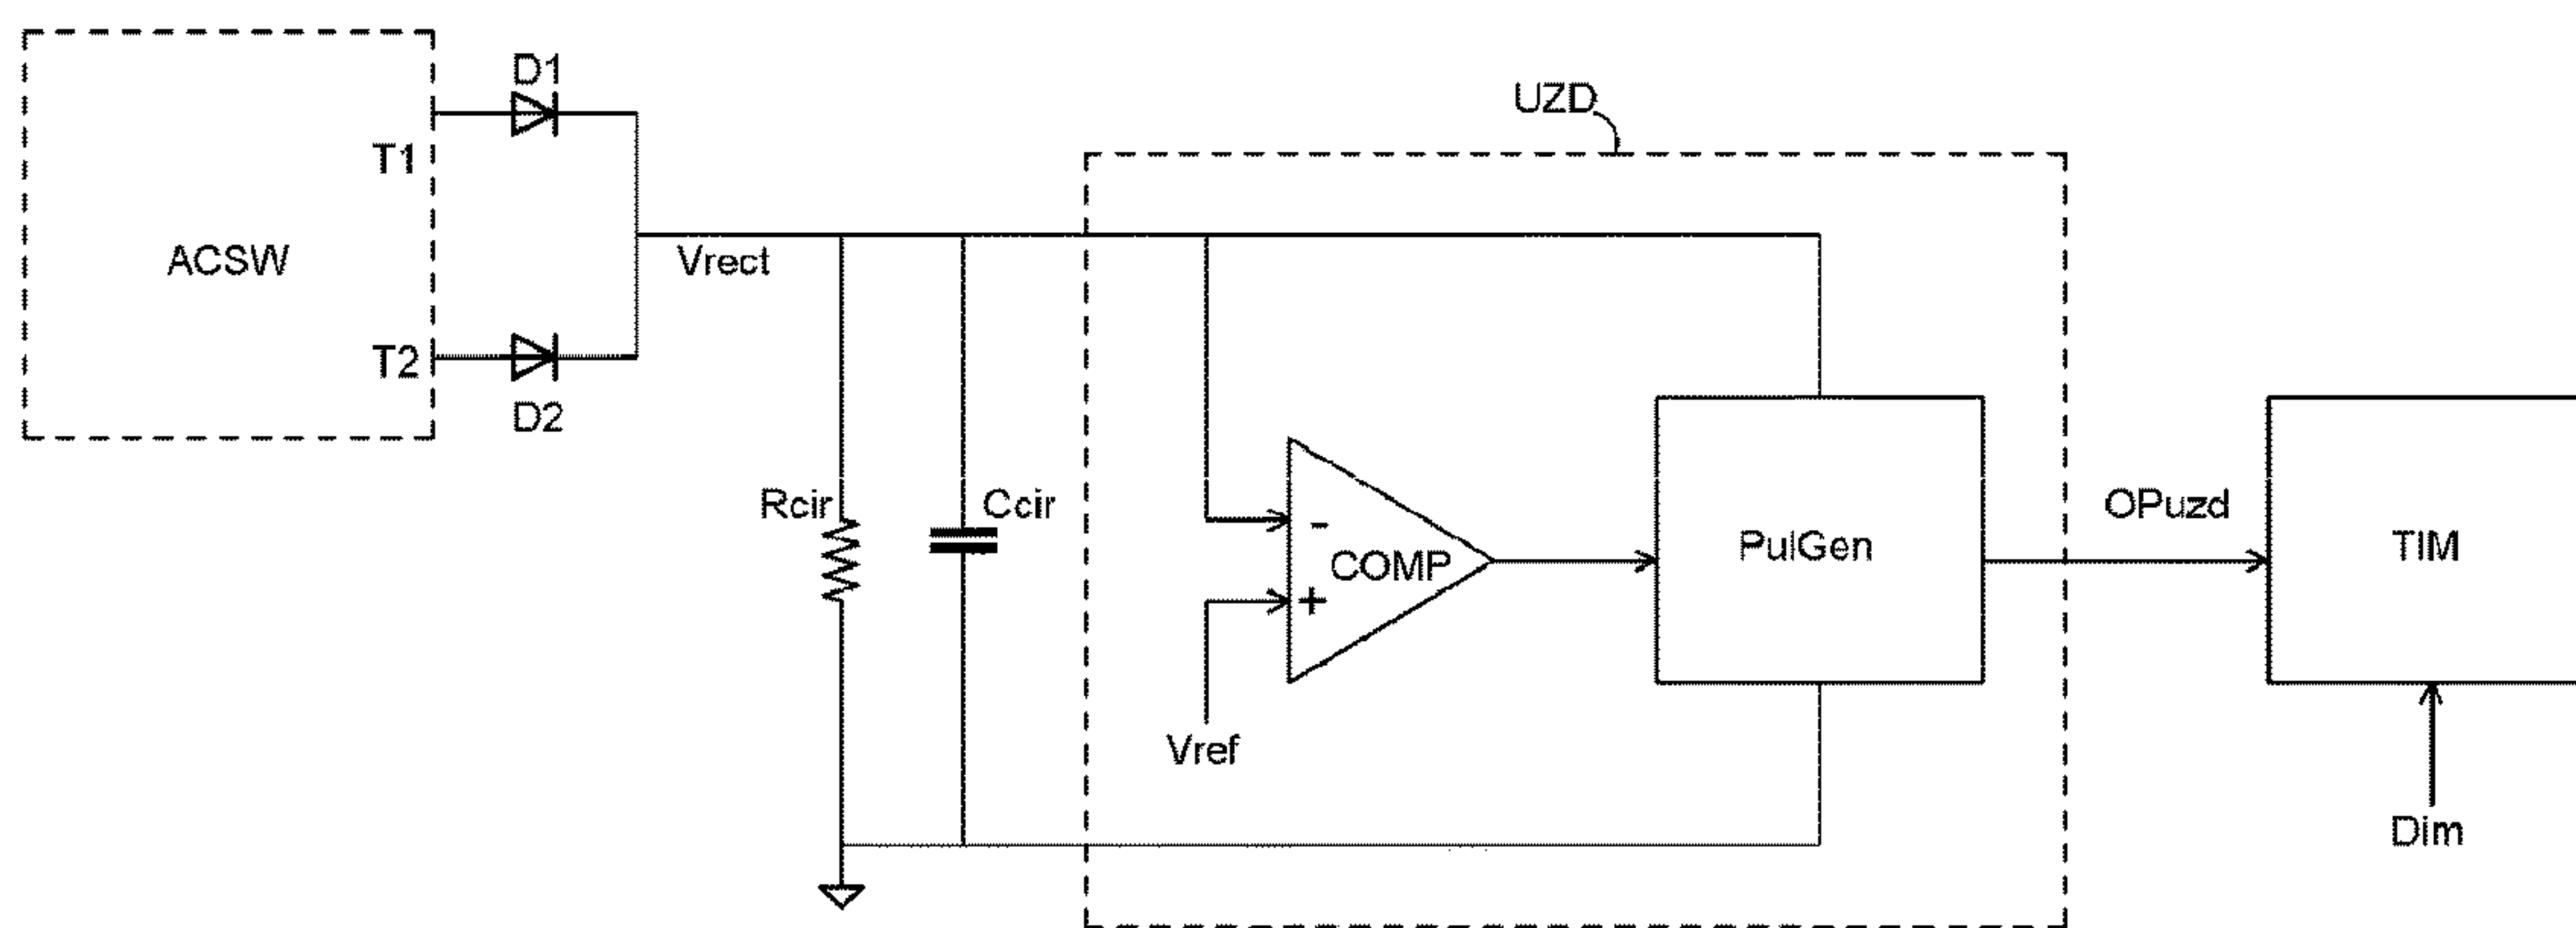 D1
UZD
T1
ACSW
Vrect
T2
D2
Rcir
Ccir
-
COMP
+
PulGen
OPuzd
TIM
Vref
Dim